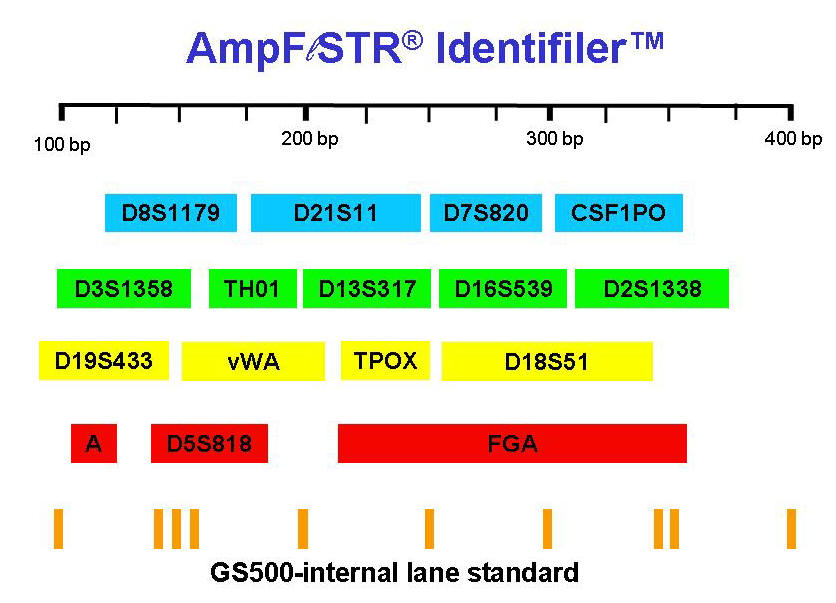 AmpFlSTR® Identifiler™
100 bp 200 bp 300 bp 400 bp
D8S1179 D21S11 D7S820 CSF1PO
D3S1358 TH01 D13S317 D16S539 D2S1338
D19S433 vWA TPOX D18S51
A D5S818 FGA
GS500-internal lane standard